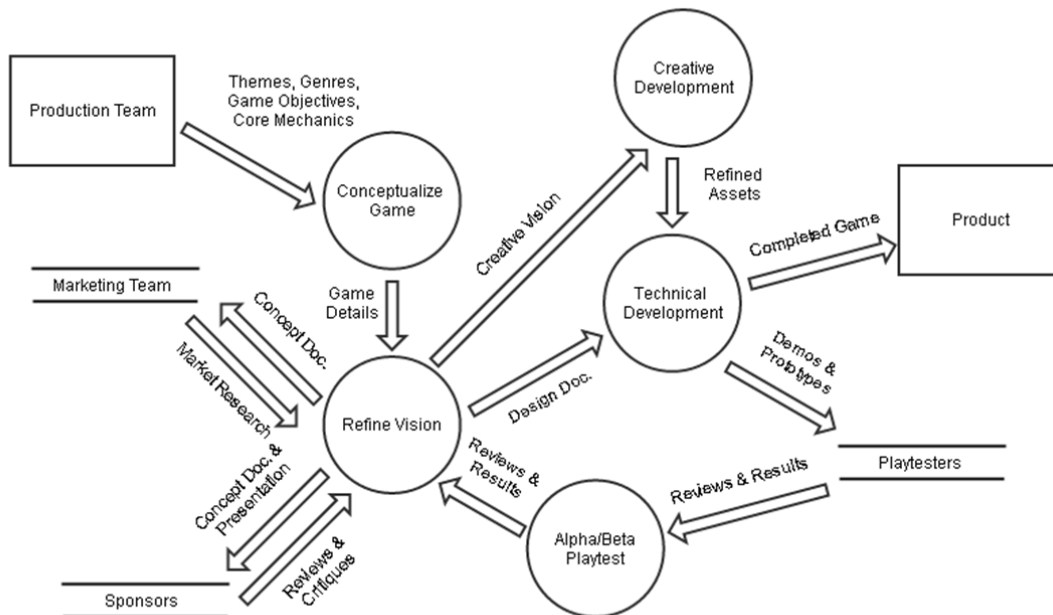 Production Team
Themes, Genres,
Game Objectives,
Core Mechanics
Conceptualize
Game
Creative
Development
Refined
Assets
Product
Completed Game
Creative Vision
Marketing Team
Game
Details
Technical
Development
Concept Doc.
Market Research
Design Doc.
Demos &
Prototypes
Refine Vision
Reviews &
Results
Playtesters
Reviews & Results
Concept Doc. &
Presentation
Alpha/Beta
Playtest
Reviews &
Critiques
Sponsors